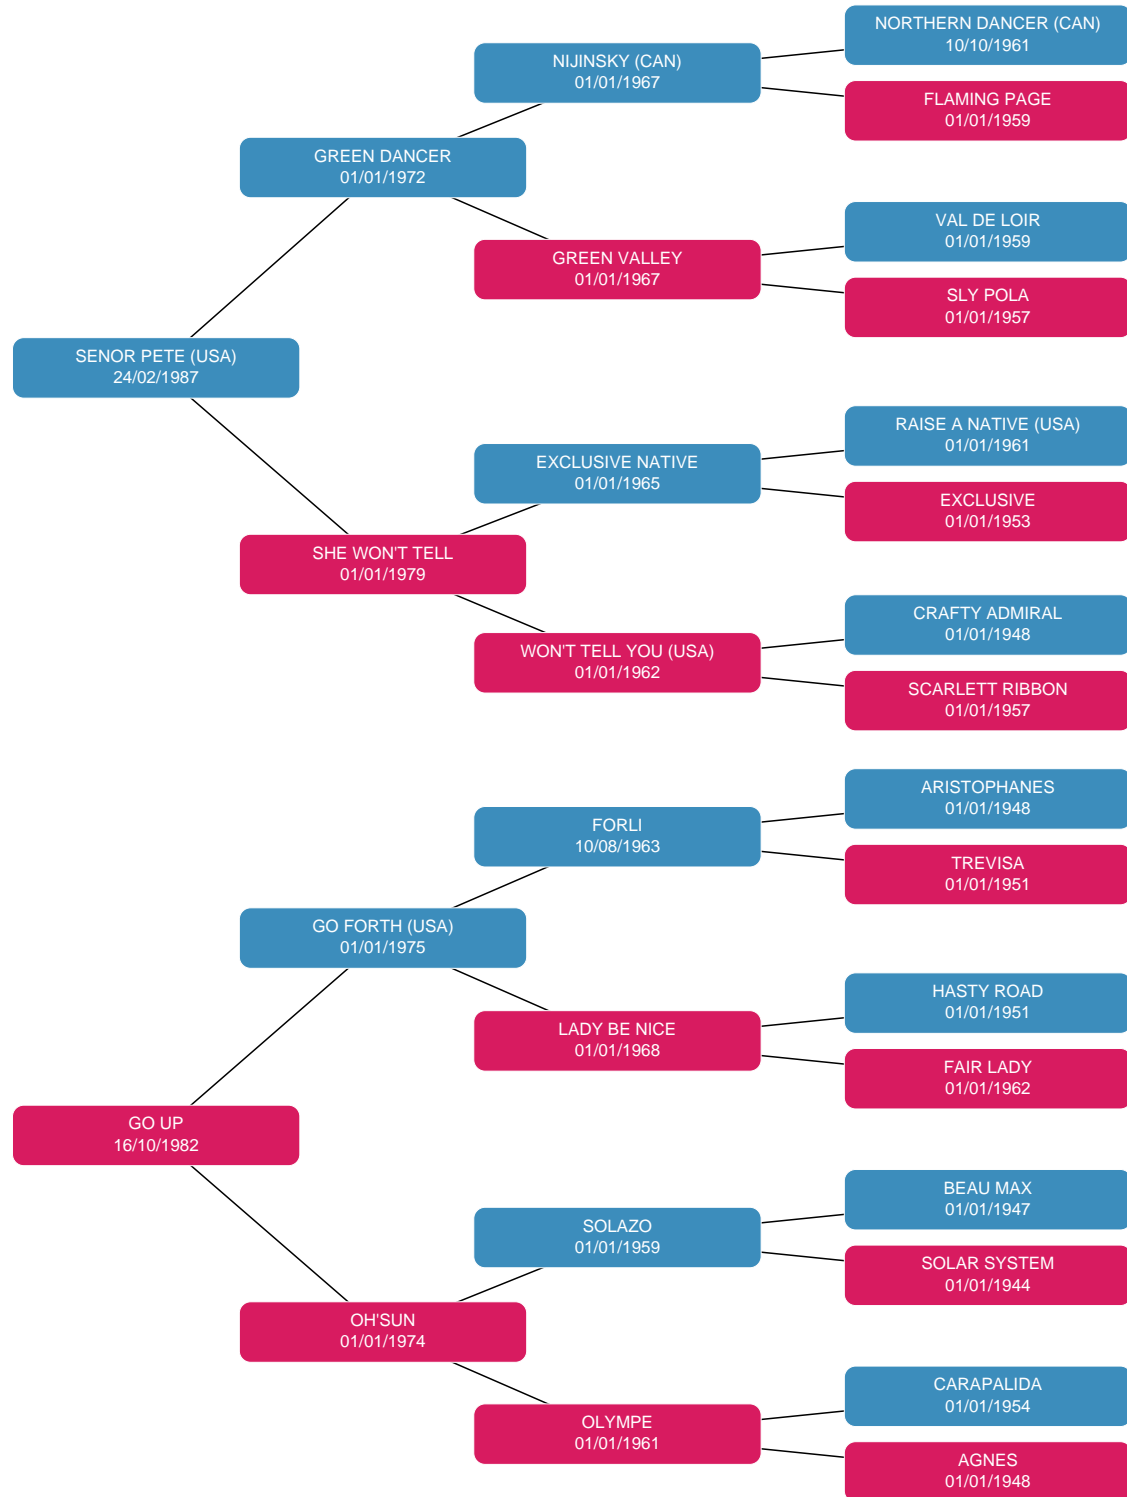 NORTHERN DANCER (CAN)
10/10/1961
NIJINSKY (CAN)
01/01/1967
FLAMING PAGE
01/01/1959
GREEN DANCER
01/01/1972
VAL DE LOIR
01/01/1959
GREEN VALLEY
01/01/1967
SLY POLA
01/01/1957
SENOR PETE (USA)
24/02/1987
RAISE A NATIVE (USA)
01/01/1961
EXCLUSIVE NATIVE
01/01/1965
EXCLUSIVE
01/01/1953
SHE WON'T TELL
01/01/1979
CRAFTY ADMIRAL
01/01/1948
WON'T TELL YOU (USA)
01/01/1962
SCARLETT RIBBON
01/01/1957
ARISTOPHANES
01/01/1948
FORLI
10/08/1963
TREVISA
01/01/1951
GO FORTH (USA)
01/01/1975
HASTY ROAD
01/01/1951
LADY BE NICE
01/01/1968
FAIR LADY
01/01/1962
GO UP
16/10/1982
BEAU MAX
01/01/1947
SOLAZO
01/01/1959
SOLAR SYSTEM
01/01/1944
OH'SUN
01/01/1974
CARAPALIDA
01/01/1954
OLYMPE
01/01/1961
AGNES
01/01/1948